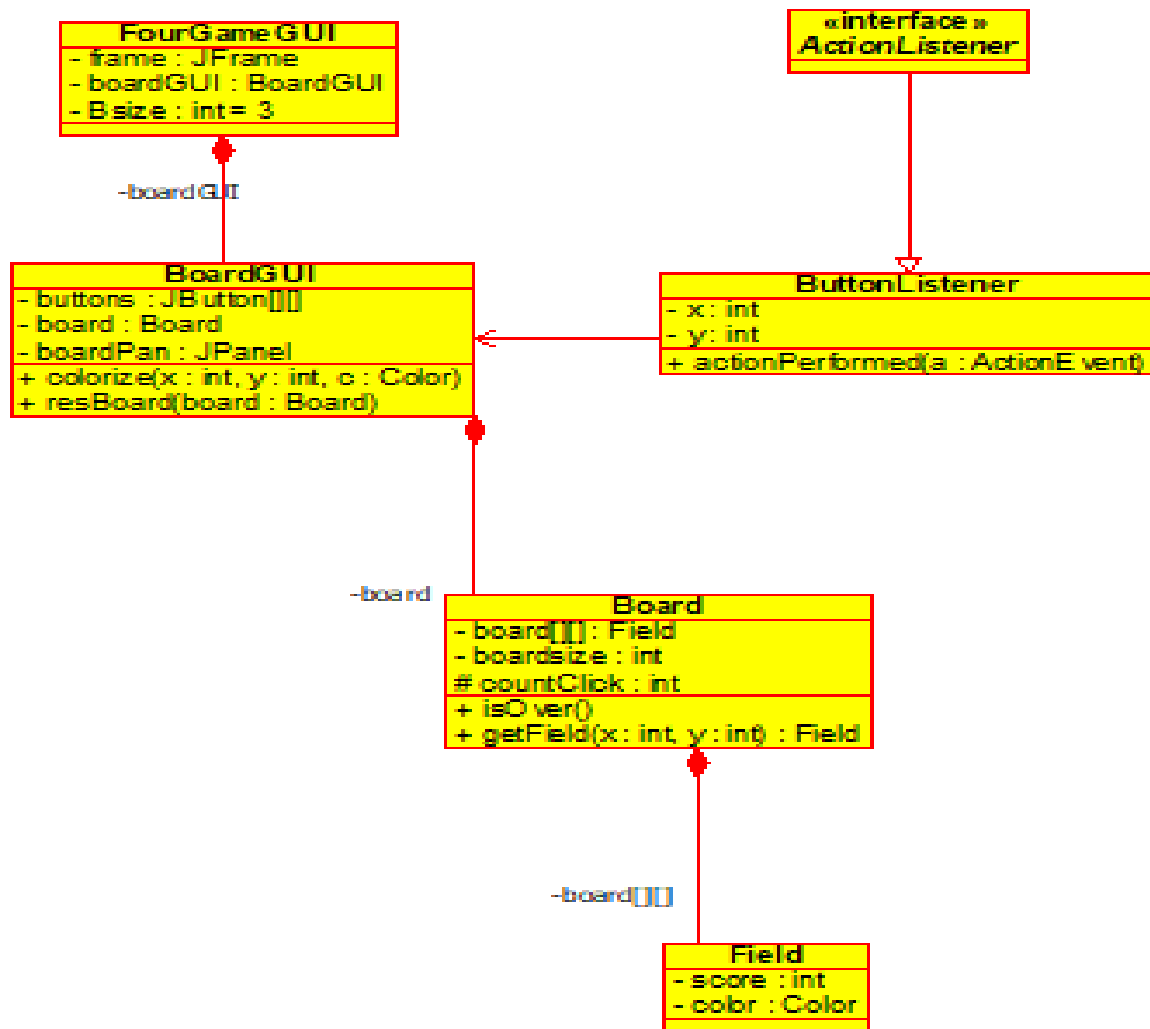 FourGameGUI
- frame : JFrame
- boardGUI : BoardGUI
- Bsize : int = 3
«interface»
ActionListener
-boardGUI
BoardGUI
- buttons : JButton[][]
- board : Board
- boardPan : JPanel
+ colorize(x : int, y : int, c : Color)
+ resBoard(board : Board)
ButtonListener
- x : int
- y : int
+ actionPerformed(a : ActionEvent)
-board
Board
- board[][] : Field
- boardsize : int
# countClick : int
+ isOver()
+ getField(x : int, y :int) : Field
-board[][]
Field
- score : int
- color : Color